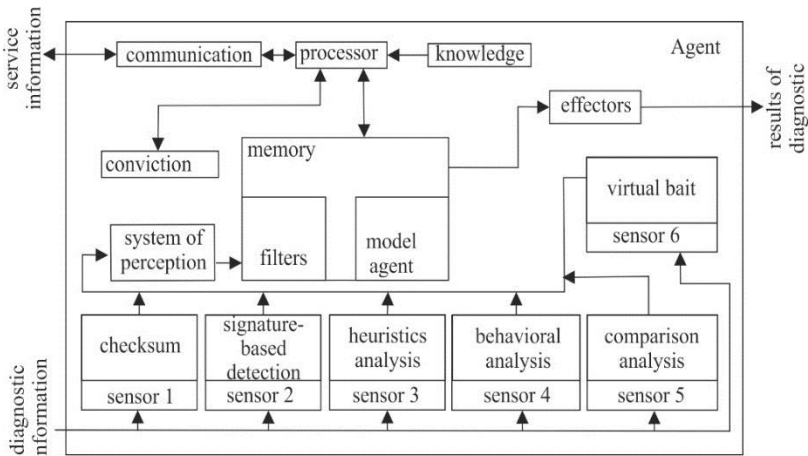 service
information
communication
processor
knowledge
Agent
effectors
results of
diagnostic
conviction
memory
filters
model
agent
system of
perception
virtual bait
sensor 6
checksum
sensor 1
signature-
based
detection
sensor 2
heuristics
analysis
sensor 3
behavioral
analysis
sensor 4
comparison
analysis
sensor 5
diagnostic
nformation